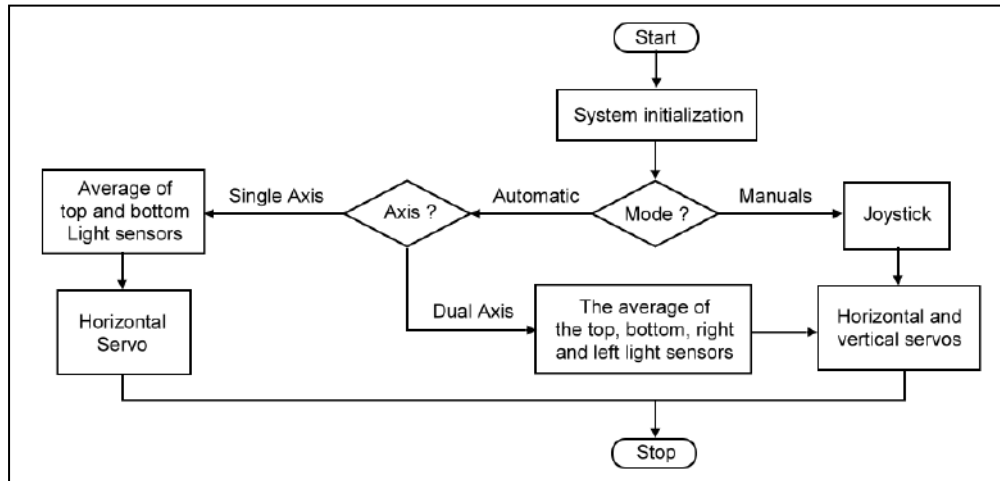 Start
System initialization
Mode ?
Automatic
Manuals
Axis ?
Single Axis
Average of
top and bottom
Light sensors
Joystick
Horizontal
Servo
Dual Axis
The average of
the top, bottom, right
and left light sensors
Horizontal and
vertical servos
Stop